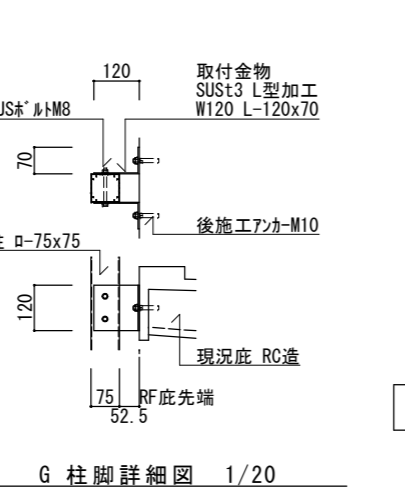 120
取付金物
SUSt3 L型加工
W120 L-120x70
USﾎﾞﾙﾄM8
70
後施工ｱﾝｶｰM10
ロ-75x75
120
現況庇 RC造
75
RF庇先端
52.5
G 柱脚詳細図 1/20